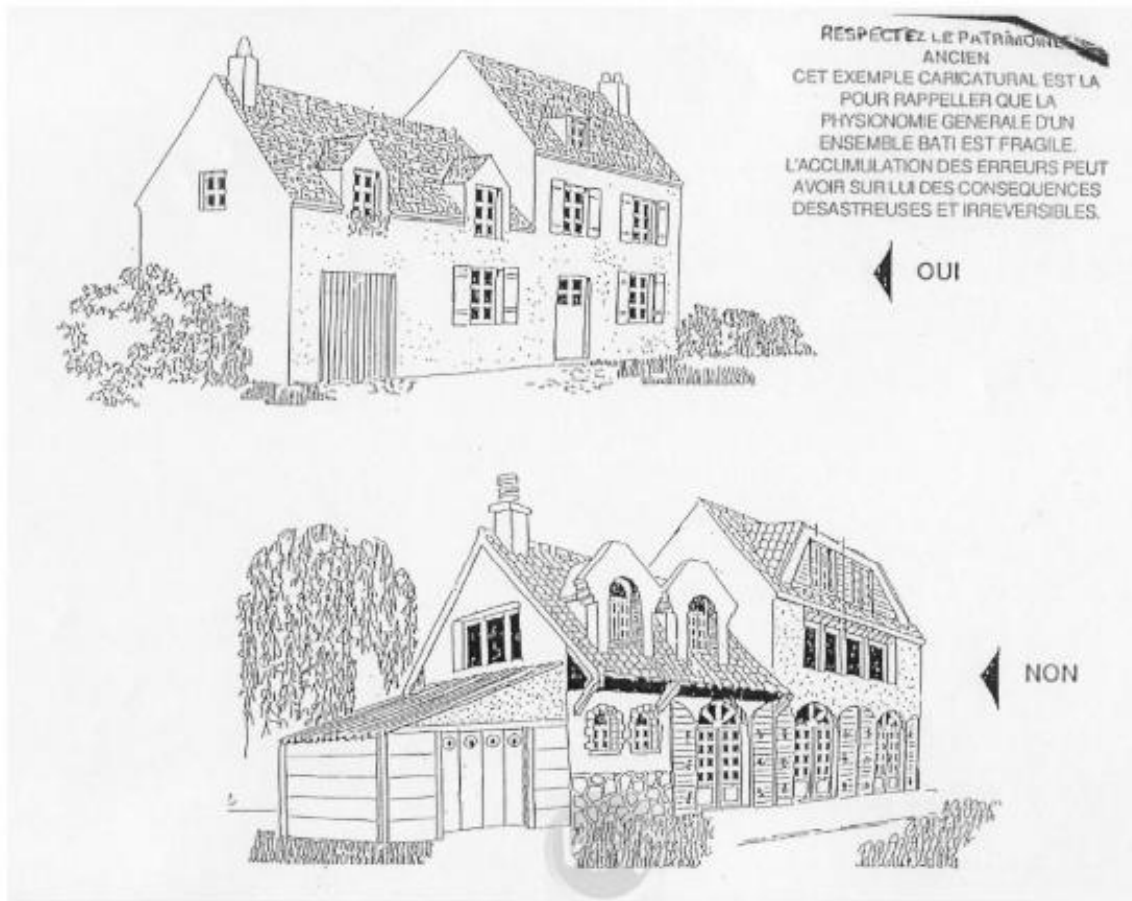 RESPECTEZ LE PATRIMOINE
ANCIEN
CET EXEMPLE CARICATURAL EST LA
POUR RAPPELLER QUE LA
PHYSIONOMIE GENERALE D'UN
ENSEMBLE BATI EST FRAGILE.
L'ACCUMULATION DES ERREURS PEUT
AVOIR SUR LUI DES CONSEQUENCES
DESASTREUSES ET IRREVERSIBLES.
OUI
NON